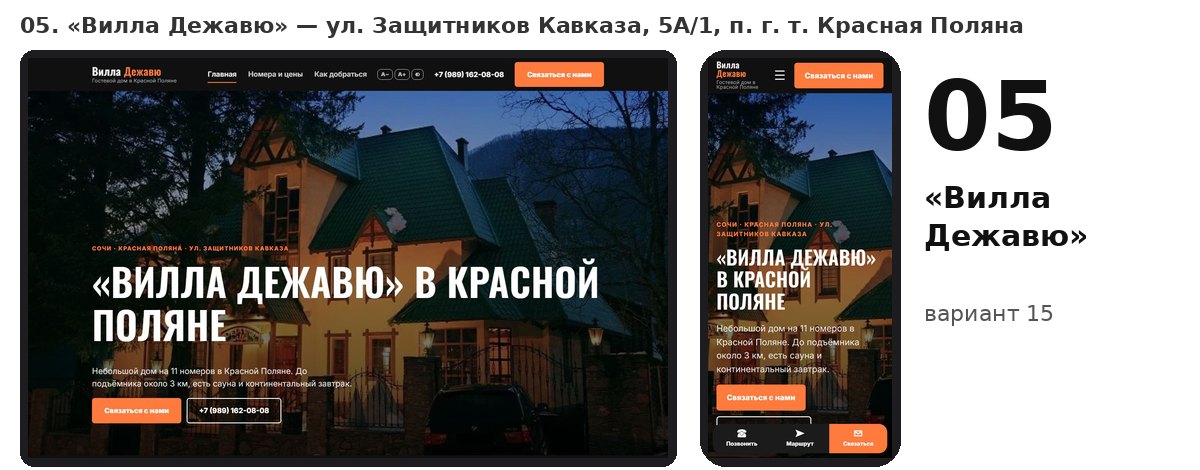 05. «Вилла Дежавю» — ул. Защитников Кавказа, 5А/1, п. г. т. Красная Поляна
Вилла Дежавю
Гостевой дом в Красной Поляне
Главная
Номера и цены
Как добраться
A−
A+
+7 (989) 162-08-08
Связаться с нами
СОЧИ · КРАСНАЯ ПОЛЯНА · УЛ. ЗАЩИТНИКОВ КАВКАЗА
«ВИЛЛА ДЕЖАВЮ» В КРАСНОЙ
ПОЛЯНЕ
Небольшой дом на 11 номеров в Красной Поляне. До
подъёмника около 3 км, есть сауна и континентальный завтрак.
Связаться с нами
+7 (989) 162-08-08
Вилла
Дежавю
Гостевой дом в
Красной Поляне
Связаться с нами
СОЧИ · КРАСНАЯ ПОЛЯНА · УЛ.
ЗАЩИТНИКОВ КАВКАЗА
«ВИЛЛА ДЕЖАВЮ»
В КРАСНОЙ
ПОЛЯНЕ
Небольшой дом на 11 номеров в
Красной Поляне. До подъёмника
около 3 км, есть сауна и
континентальный завтрак.
Связаться с нами
Позвонить
Маршрут
Связаться
05
«Вилла
Дежавю»
вариант 15